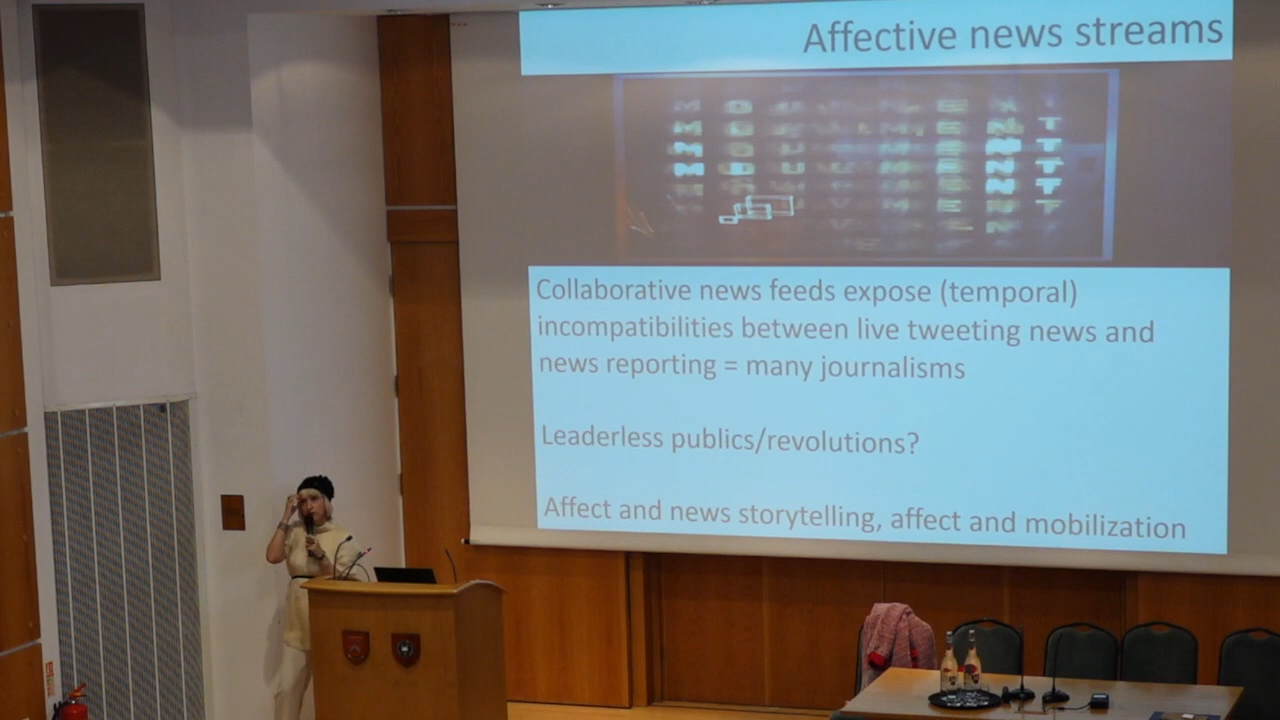 Affective news streams
Collaborative news feeds expose (temporal)
incompatibilities between live tweeting news and
news reporting = many journalisms
Leaderless publics/revolutions?
Affect and news storytelling, affect and mobilization